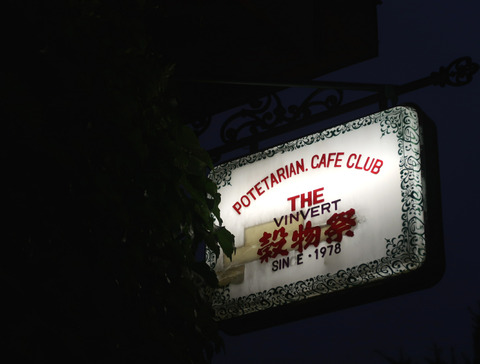 POTETARIAN. CAFE CLUB
THE
VINVERT
穀物祭
SIN E・1978